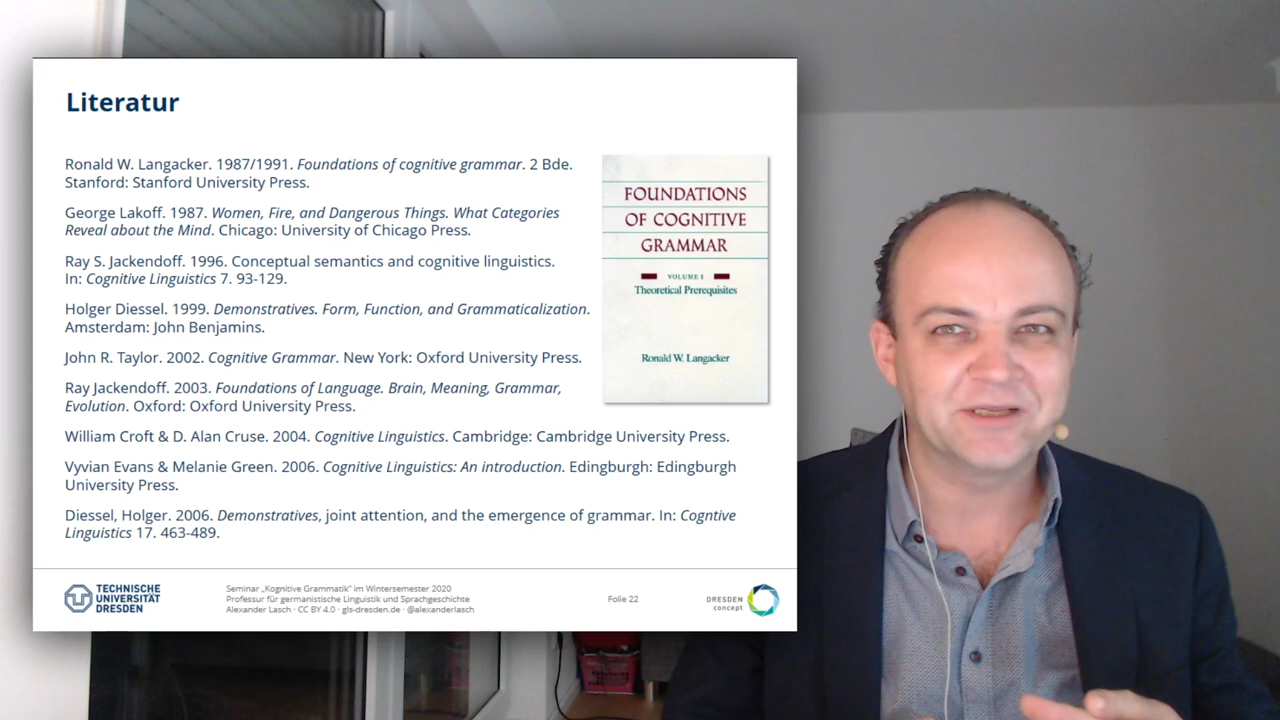 Literatur
Ronald W. Langacker. 1987/1991. Foundations of cognitive grammar. 2 Bde.
Stanford: Stanford University Press.
George Lakoff. 1987. Women, Fire, and Dangerous Things. What Categories
Reveal about the Mind. Chicago: University of Chicago Press.
Ray S. Jackendoff. 1996. Conceptual semantics and cognitive linguistics.
In: Cognitive Linguistics 7. 93-129.
Holger Diessel. 1999. Demonstratives. Form, Function, and Grammaticalization.
Amsterdam: John Benjamins.
John R. Taylor. 2002. Cognitive Grammar. New York: Oxford University Press.
Ray Jackendoff. 2003. Foundations of Language. Brain, Meaning, Grammar,
Evolution. Oxford: Oxford University Press.
William Croft & D. Alan Cruse. 2004. Cognitive Linguistics. Cambridge: Cambridge University Press.
Vyvian Evans & Melanie Green. 2006. Cognitive Linguistics: An introduction. Edingburgh: Edingburgh
University Press.
Diessel, Holger. 2006. Demonstratives, joint attention, and the emergence of grammar. In: Cogntive
Linguistics 17. 463-489.
FOUNDATIONS
OF COGNITIVE
GRAMMAR
VOLUME I
Theoretical Prerequisites
Ronald W. Langacker
TECHNISCHE
UNIVERSITÄT
DRESDEN
Seminar „Kognitive Grammatik" im Wintersemester 2020
Professur für germanistische Linguistik und Sprachgeschichte
Alexander Lasch · CC BY 4.0 · gls-dresden.de · @alexanderlasch
Folie 22
DRESDEN
concept